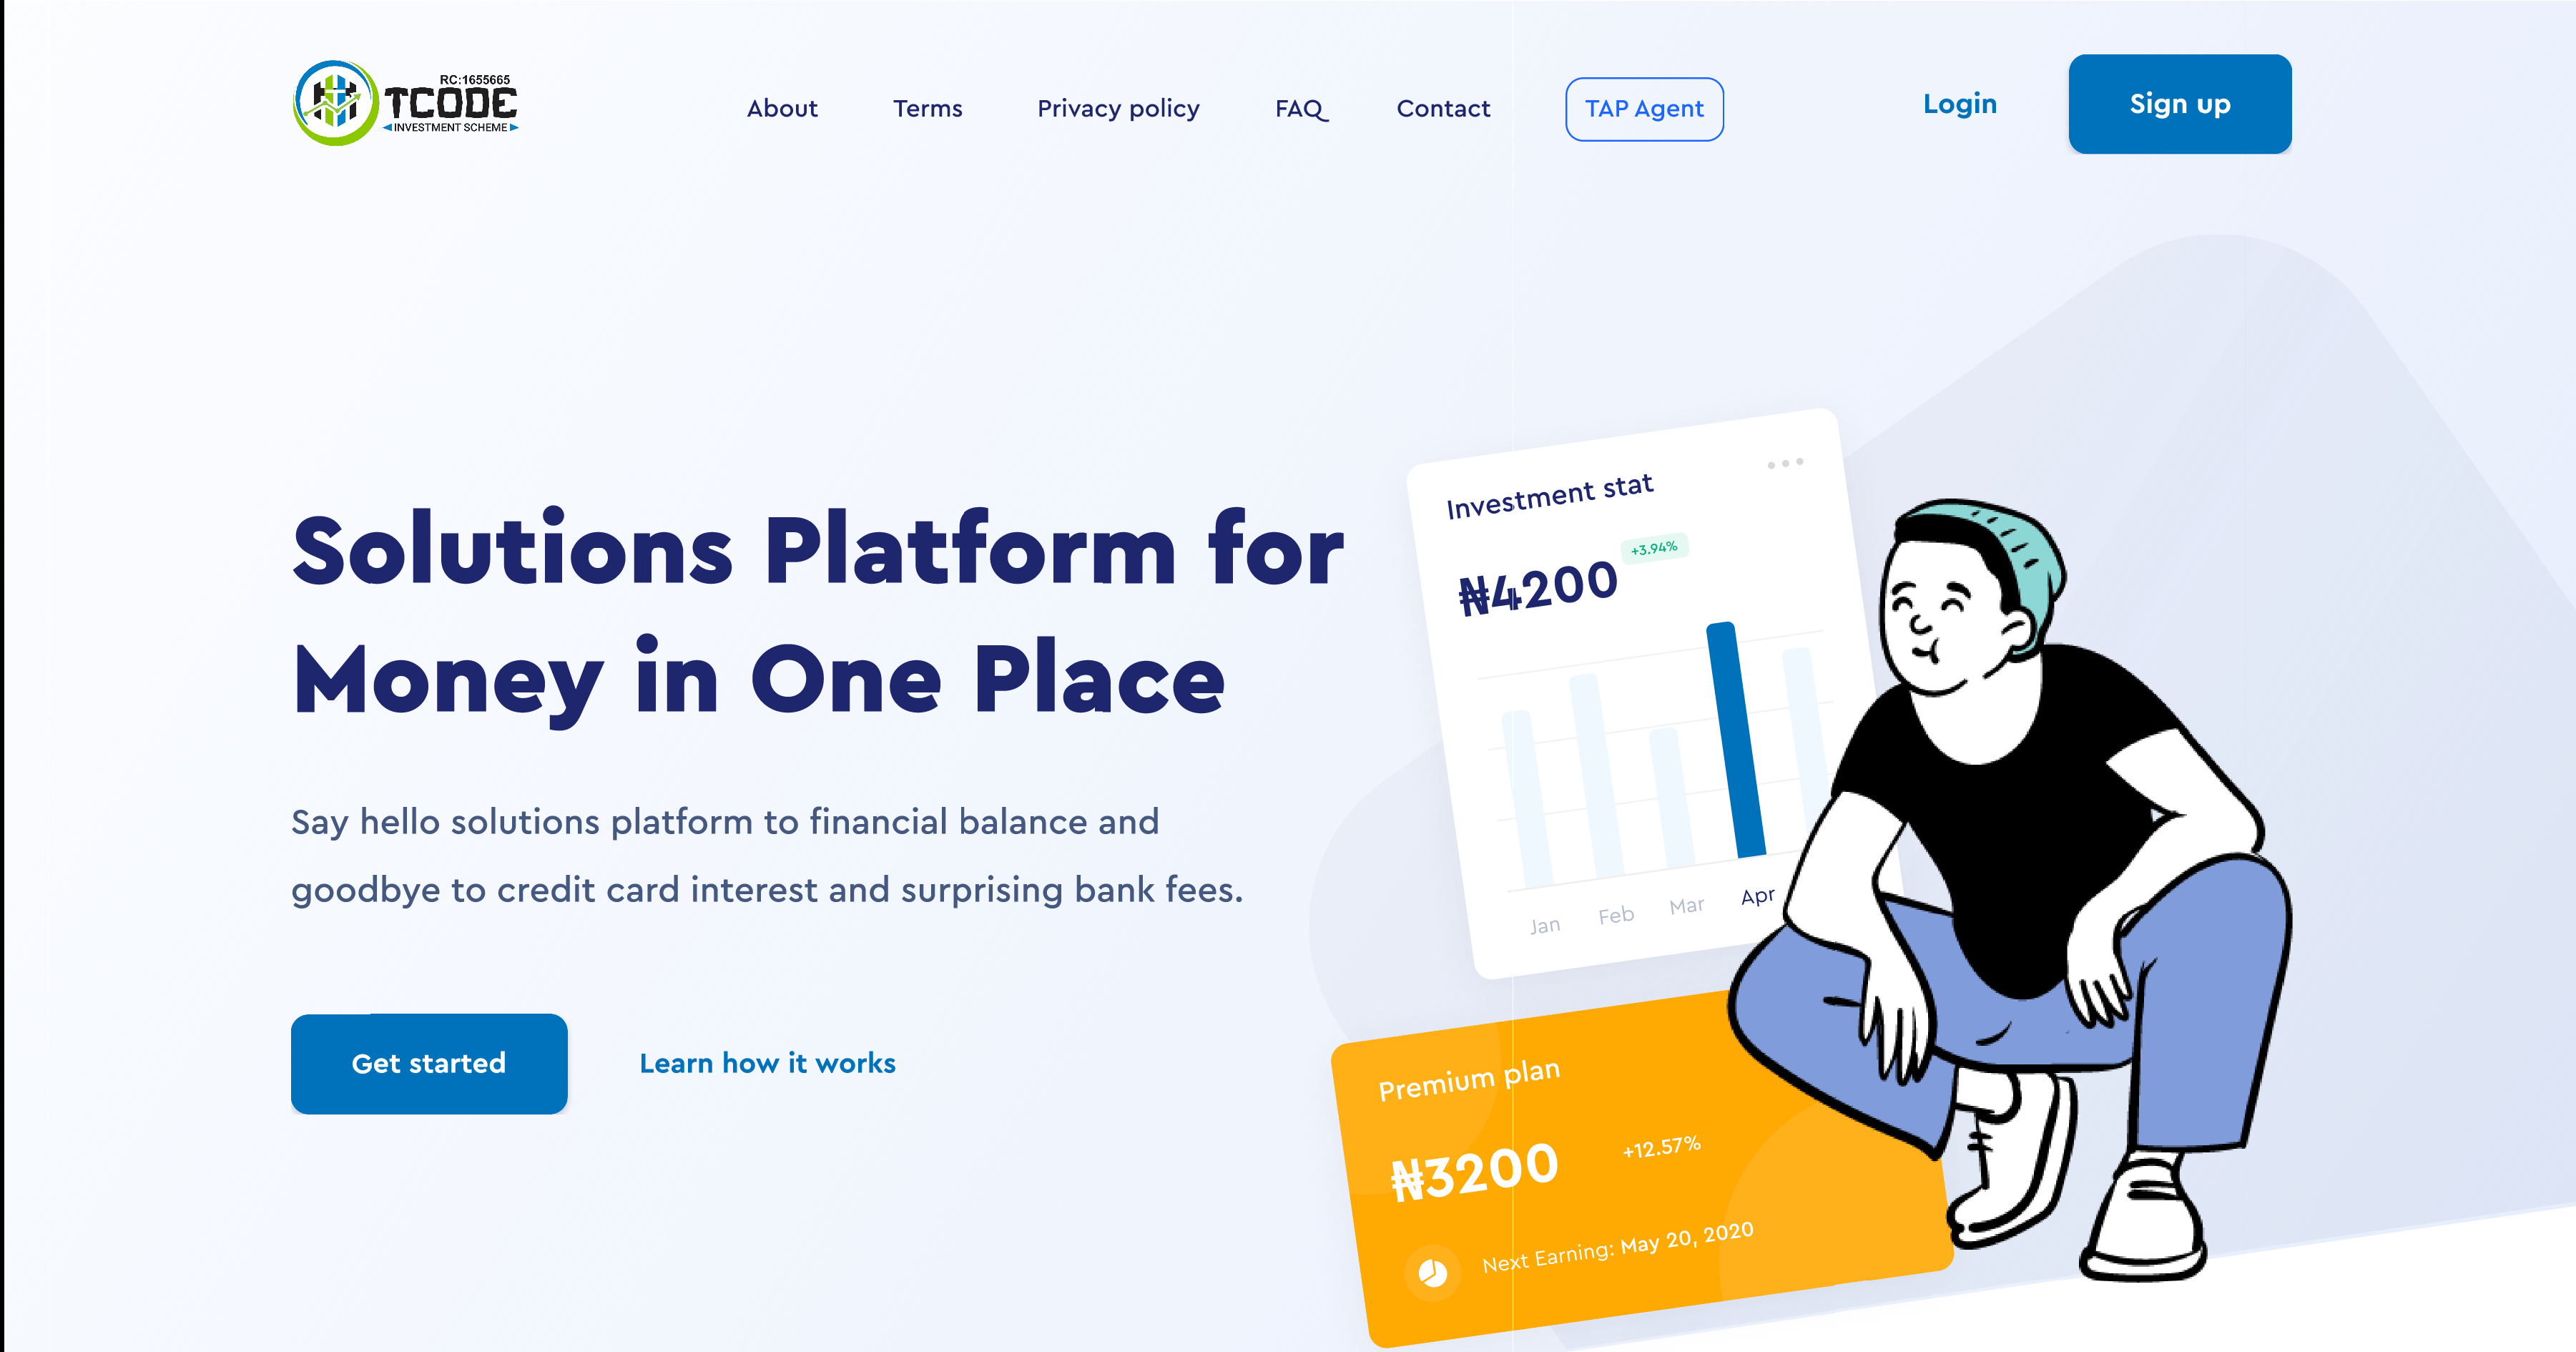 RC:1655665
TCODE
INVESTMENT SCHEME
About
Terms
Privacy policy
FAQ
Contact
TAP Agent
Login
Sign up
Solutions Platform for
Money in One Place
Say hello solutions platform to financial balance and
goodbye to credit card interest and surprising bank fees.
Get started
Learn how it works
Investment stat
₦4200
+3.94%
Jan
Feb
Mar
Apr
Premium plan
₦3200
+12.57%
Next Earning: May 20, 2020